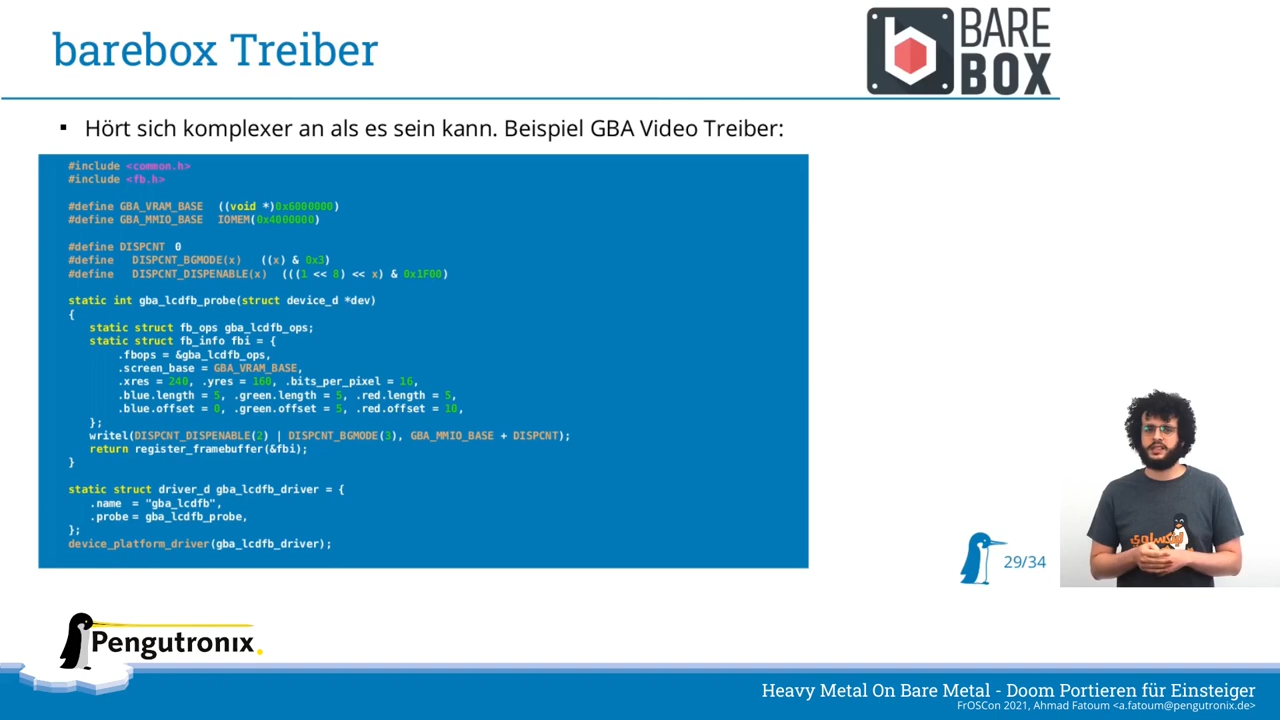 barebox Treiber
BARE
BOX
▪ Hört sich komplexer an als es sein kann. Beispiel GBA Video Treiber:
#include <common.h>
#include <fb.h>
#define GBA_VRAM_BASE ((void *)0x6000000)
#define GBA_MMIO_BASE IOMEM(0x4000000)
#define DISPCNT 0
#define DISPCNT_BGMODE(x) ((x) & 0x3)
#define DISPCNT_DISPENABLE(x) (((1 << 8) << x) & 0x1F00)
static int gba_lcdfb_probe(struct device_d *dev)
{
static struct fb_ops gba_lcdfb_ops;
static struct fb_info fbi = {
.fbops = &gba_lcdfb_ops,
.screen_base = GBA_VRAM_BASE,
.xres = 240, .yres = 160, .bits_per_pixel = 16,
.blue.length = 5, .green.length = 5, .red.length = 5,
.blue.offset = 0, .green.offset = 5, .red.offset = 10,
};
writel(DISPCNT_DISPENABLE(2) | DISPCNT_BGMODE(3), GBA_MMIO_BASE + DISPCNT);
return register_framebuffer(&fbi);
}
static struct driver_d gba_lcdfb_driver = {
.name = "gba_lcdfb",
.probe = gba_lcdfb_probe,
};
device_platform_driver(gba_lcdfb_driver);
29/34
Pengutronix
Heavy Metal On Bare Metal - Doom Portieren für Einsteiger
FrOSCon 2021, Ahmad Fatoum <a.fatoum@pengutronix.de>